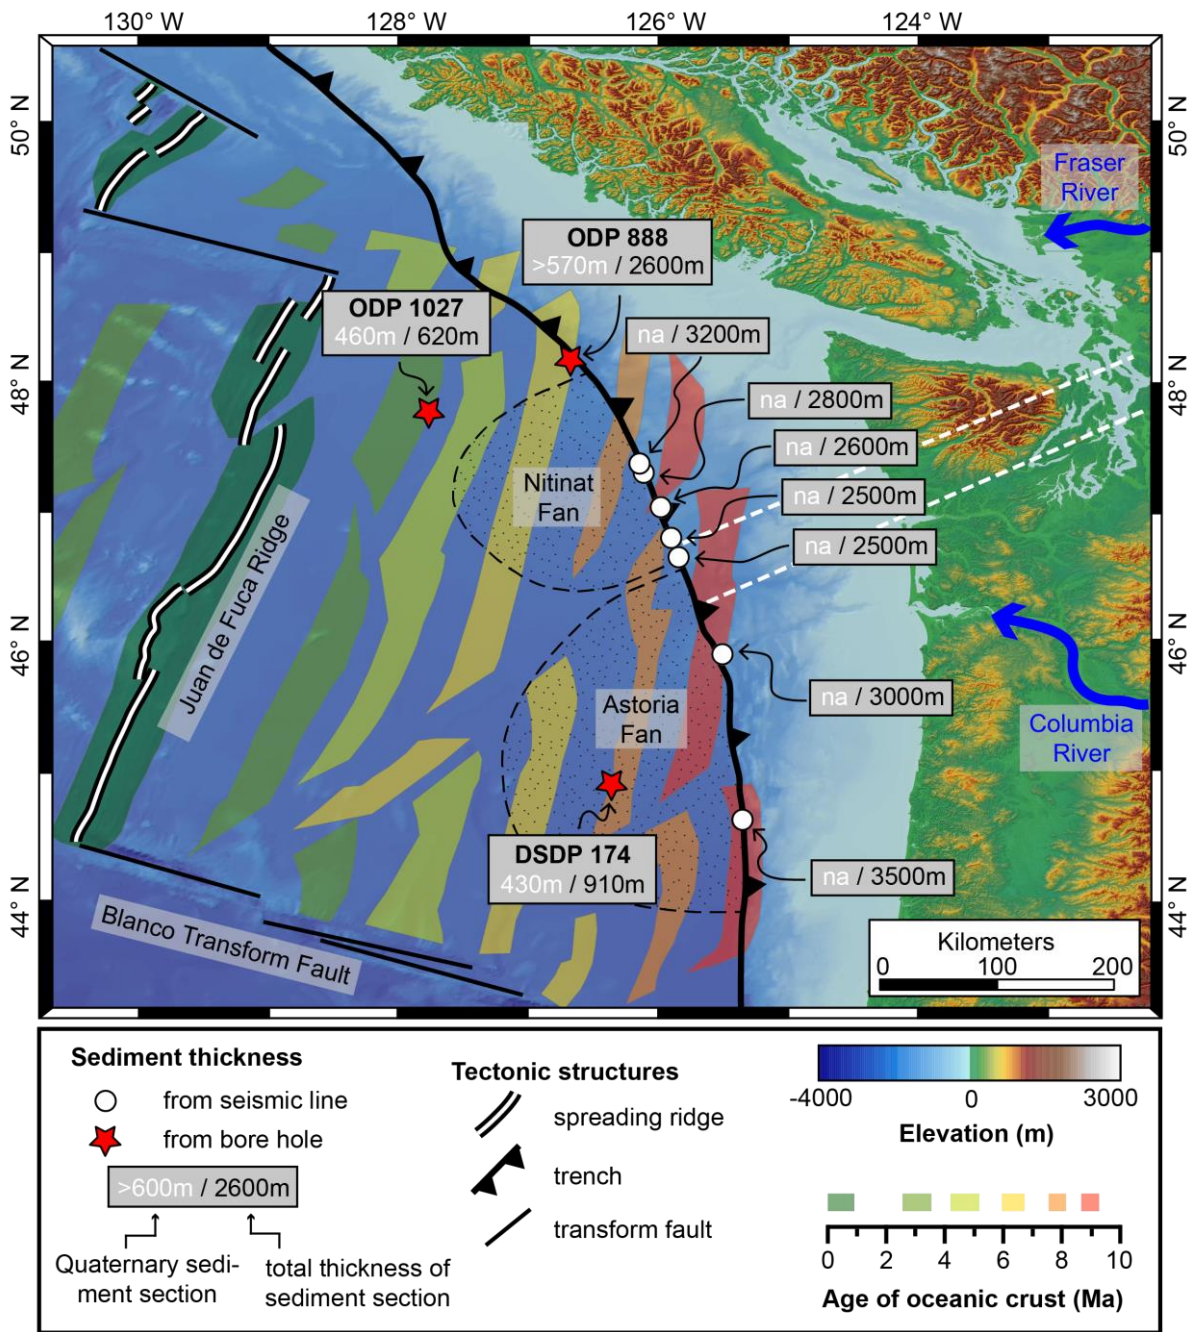 130° W 128° W 126° W 124° W
50° N
50° N
48° N
48° N
46° N
46° N
44° N
44° N
Fraser
River
ODP 888
>570m / 2600m
ODP 1027
460m / 620m
na / 3200m
na / 2800m
na / 2600m
na / 2500m
na / 2500m
Nitinat
Fan
Juan de Fuca Ridge
na / 3000m
Astoria
Fan
Columbia
River
DSDP 174
430m / 910m
na / 3500m
Blanco Transform Fault
Kilometers
0 100 200
Sediment thickness
from seismic line
from bore hole
>600m / 2600m
Quaternary sedi-
ment section
total thickness of
sediment section
Tectonic structures
spreading ridge
trench
transform fault
-4000 0 3000
Elevation (m)
0 2 4 6 8 10
Age of oceanic crust (Ma)